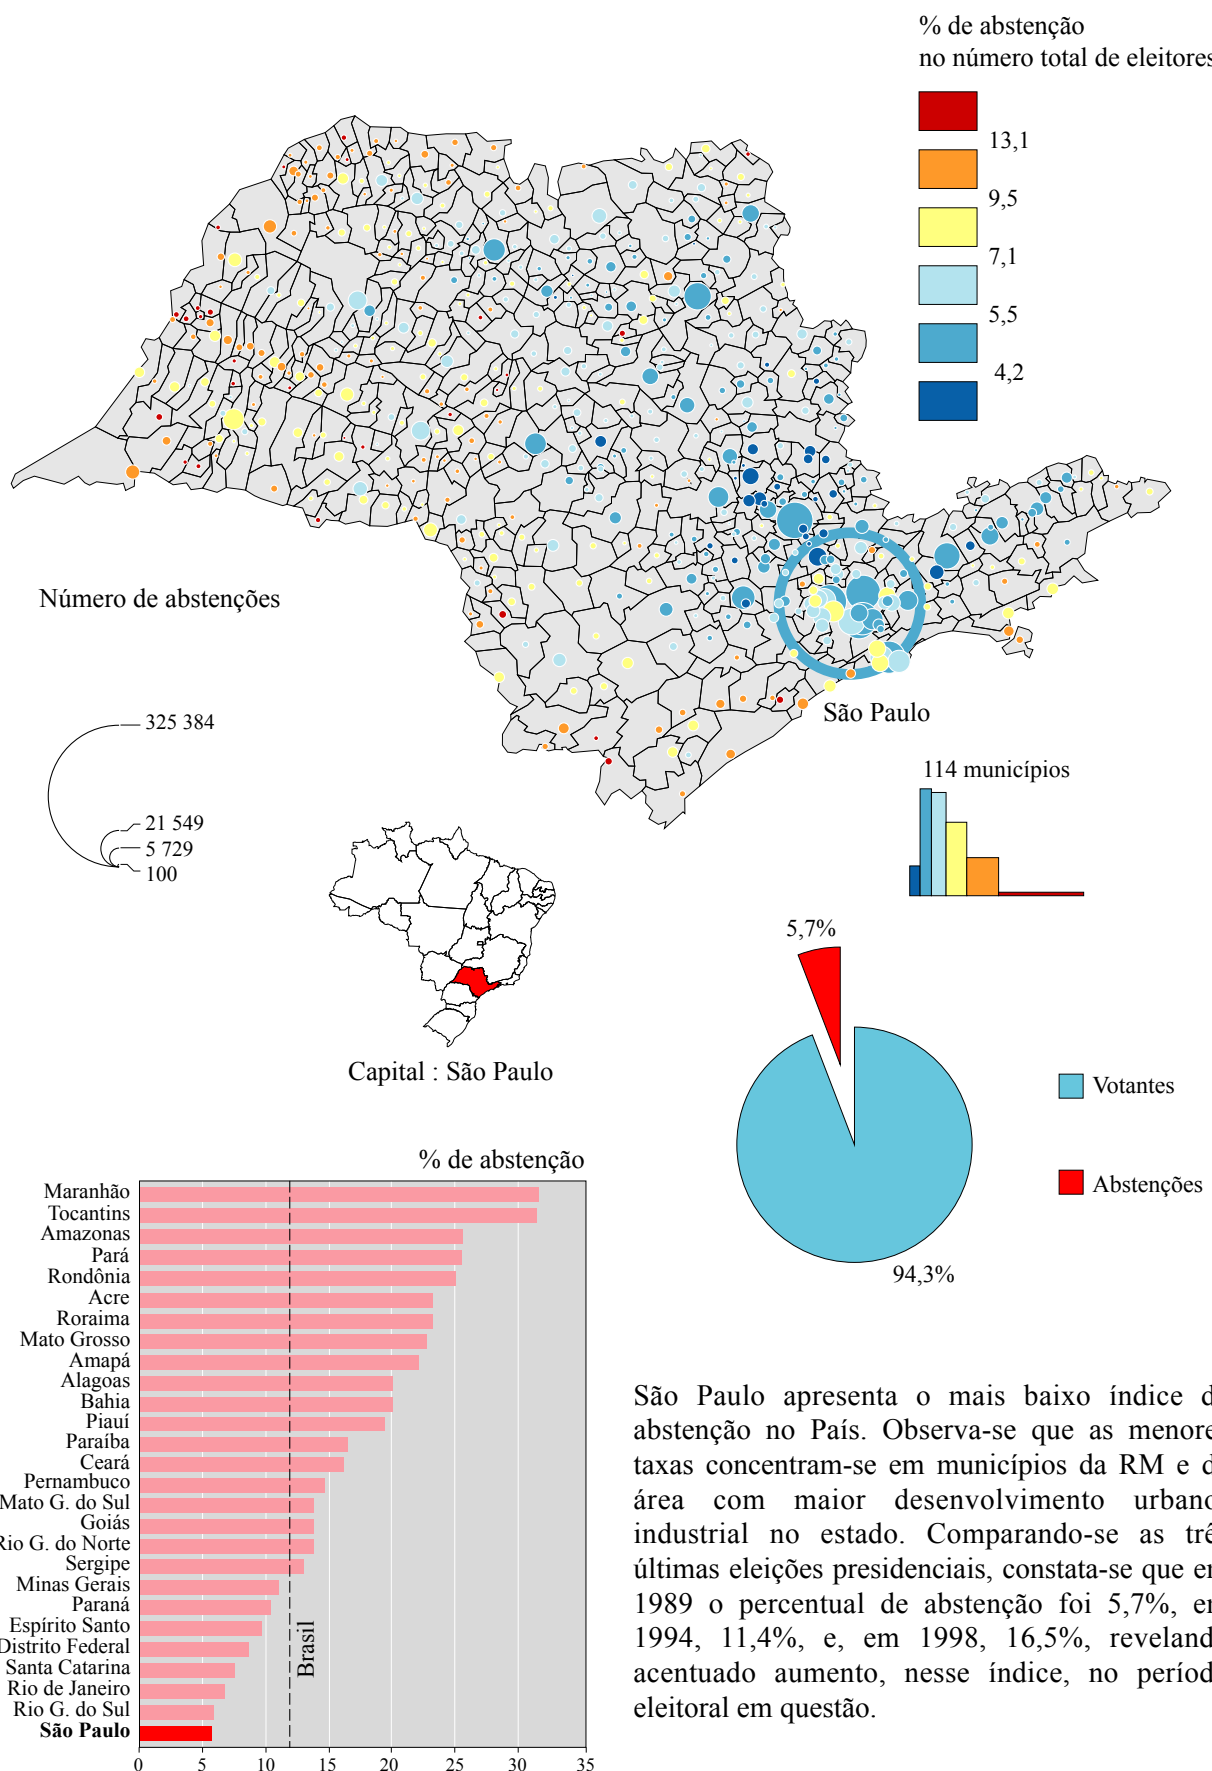 % de abstenção
no número total de eleitores
13,1
9,5
7,1
5,5
4,2
Número de abstenções
325 384
21 549
5 729
100
São Paulo
114 municípios
Capital : São Paulo
5,7%
94,3%
Votantes
Abstenções
% de abstenção
Maranhão
Tocantins
Amazonas
Pará
Rondônia
Acre
Roraima
Mato Grosso
Amapá
Alagoas
Bahia
Piauí
Paraíba
Ceará
Pernambuco
Mato G. do Sul
Goiás
Rio G. do Norte
Sergipe
Minas Gerais
Paraná
Espírito Santo
Distrito Federal
Santa Catarina
Rio de Janeiro
Rio G. do Sul
São Paulo
Brasil
0 5 10 15 20 25 30 35
São Paulo apresenta o mais baixo índice d
abstenção no País. Observa-se que as menore
taxas concentram-se em municípios da RM e d
área com maior desenvolvimento urbano
industrial no estado. Comparando-se as trê
últimas eleições presidenciais, constata-se que e
1989 o percentual de abstenção foi 5,7%, e
1994, 11,4%, e, em 1998, 16,5%, reveland
acentuado aumento, nesse índice, no períod
eleitoral em questão.